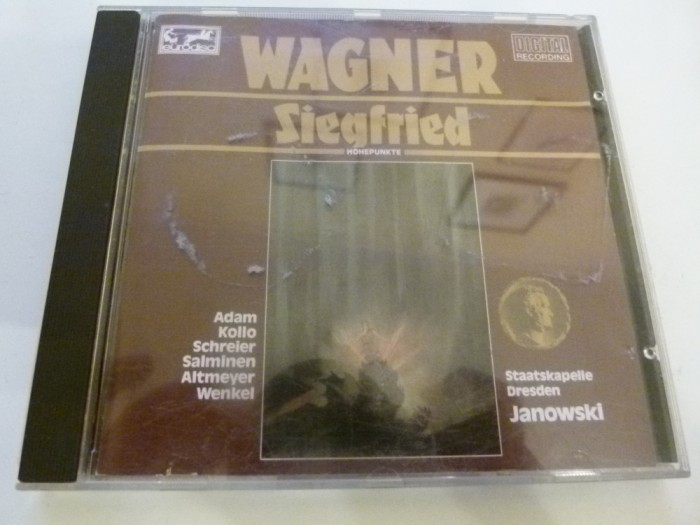 eurodisc
WAGNER
DIGITAL
RECORDING
Siegfried
HÖHEPUNKTE
Adam
Kollo
Schreier
Salminen
Altmeyer
Wenkel
Staatskapelle
Dresden
Janowski